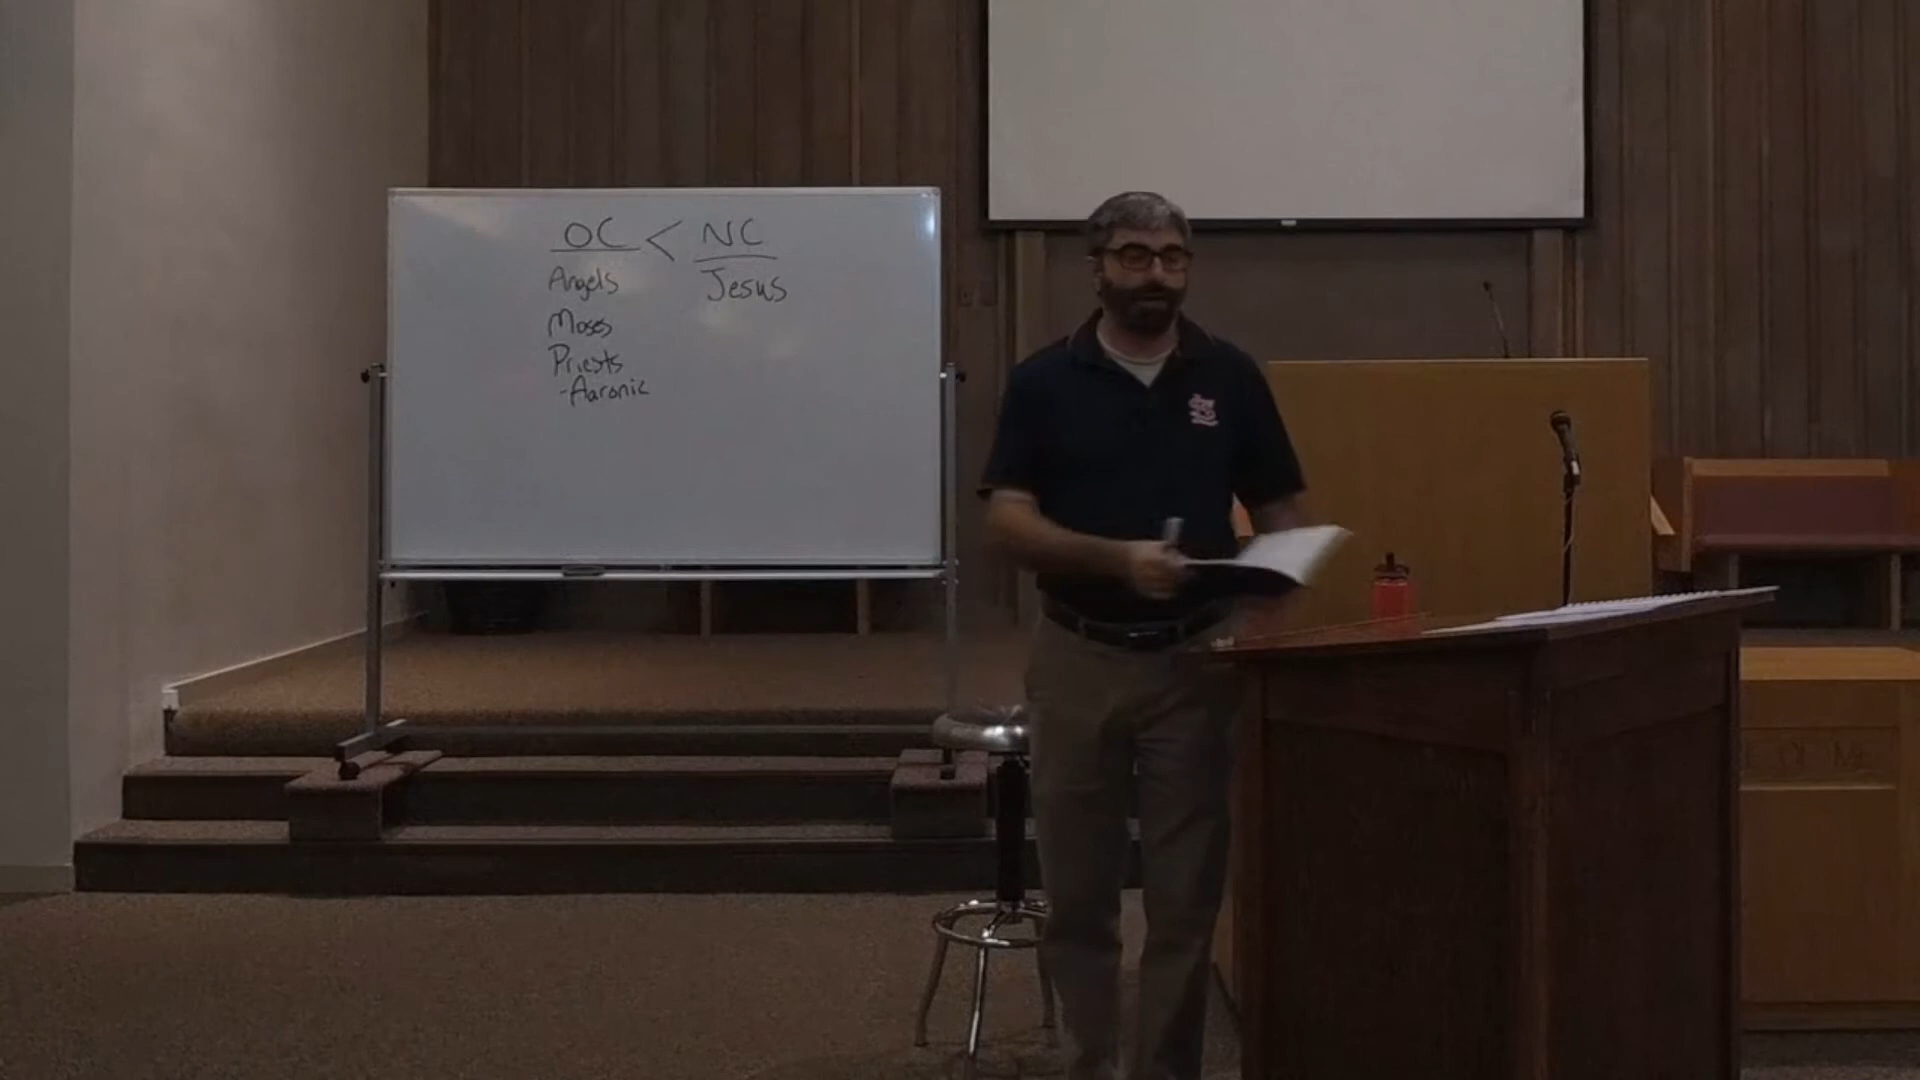 OC < NC
Angels Jesus
Moses
Priests
-Aaronic